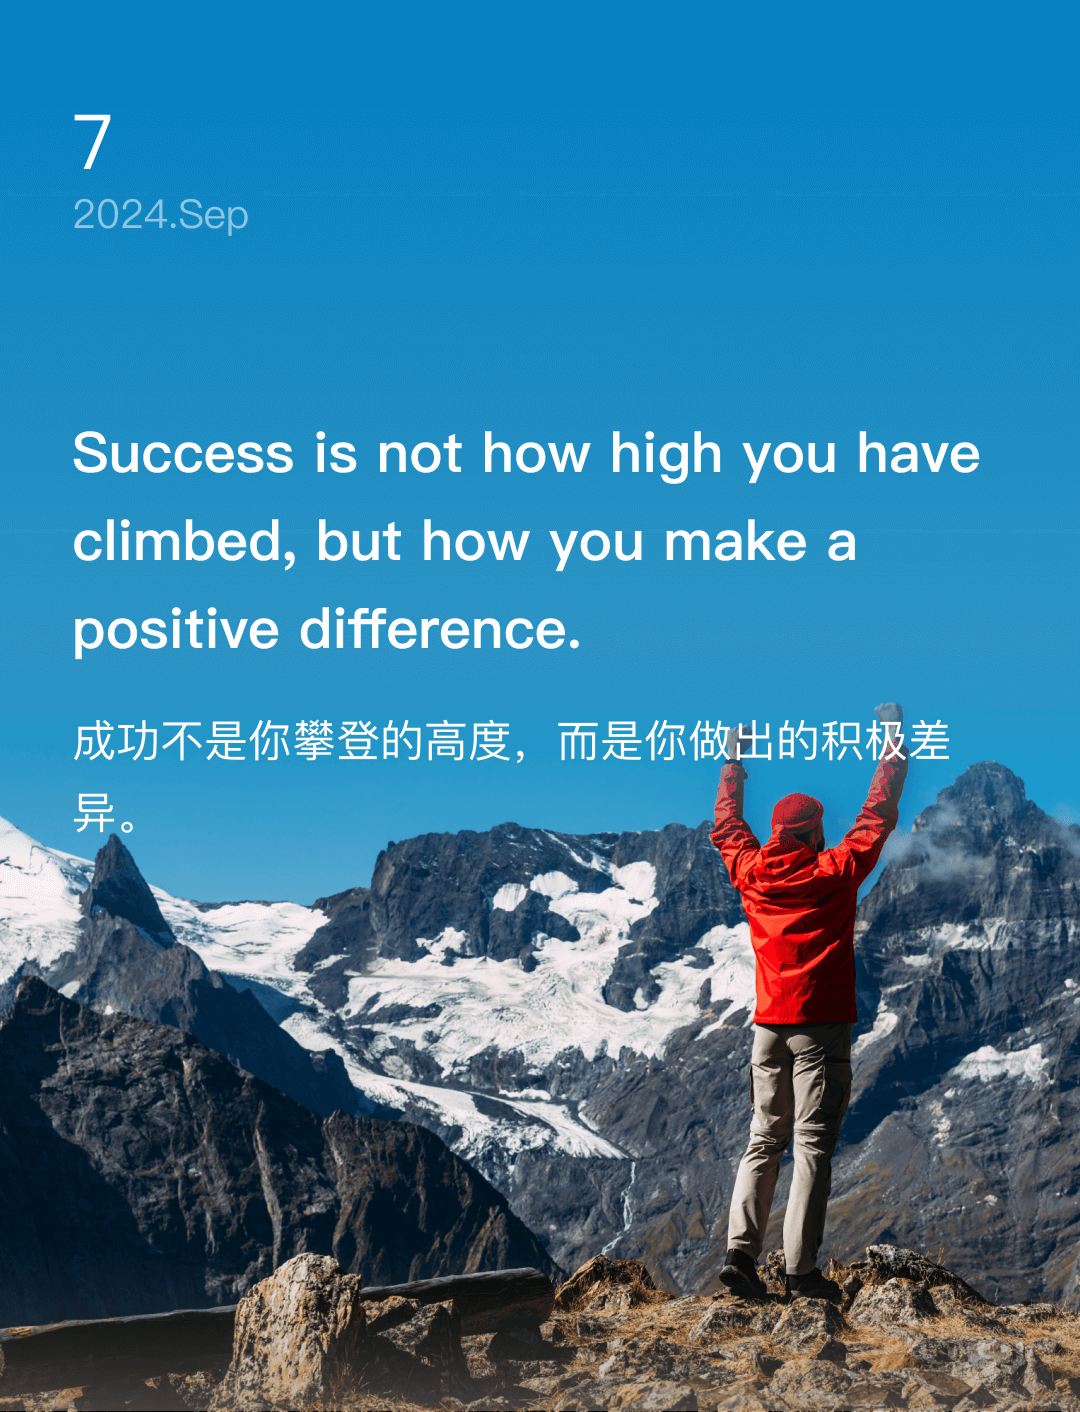 7
2024.Sep
Success is not how high you have
climbed, but how you make a
positive difference.
成功不是你攀登的高度，而是你做出的积极差
异。